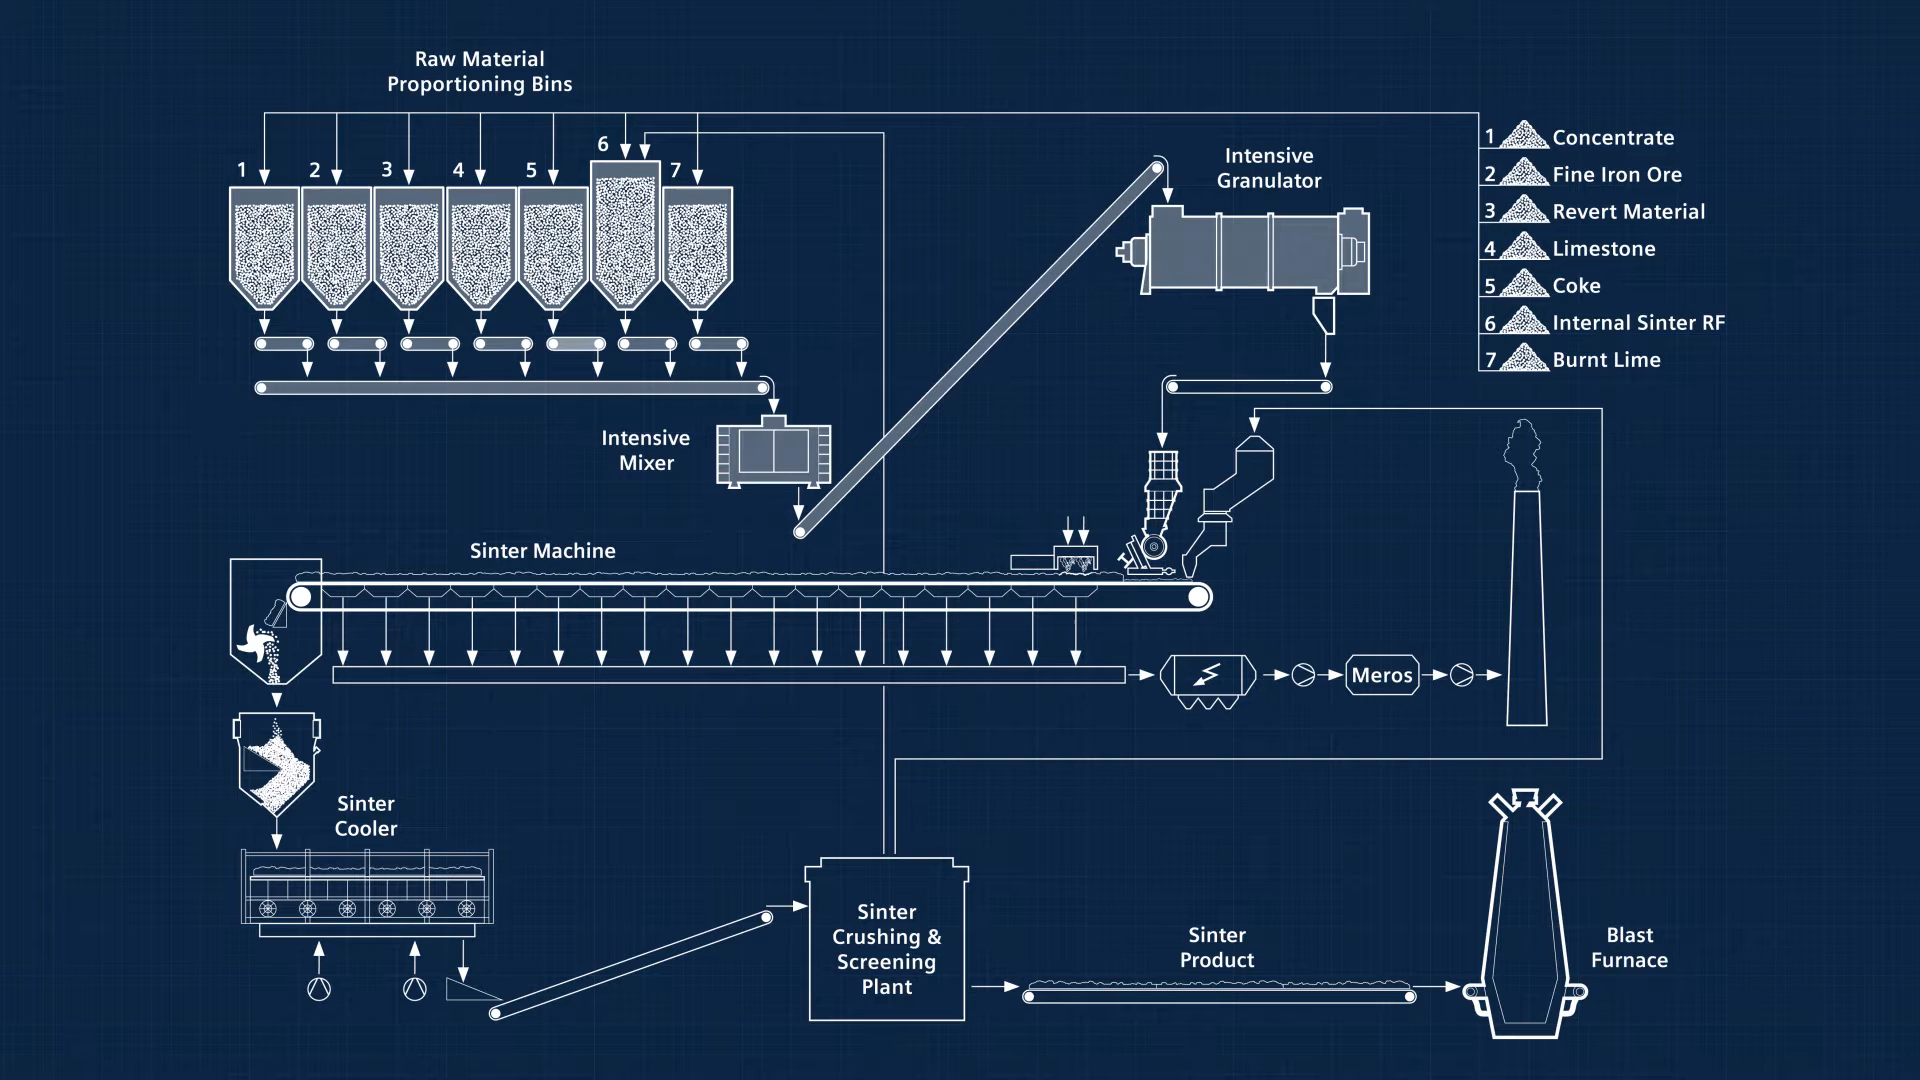 Raw Material
Proportioning Bins
1
2
3
4
5
6
7
Intensive
Granulator
1 Concentrate
2 Fine Iron Ore
3 Revert Material
4 Limestone
5 Coke
6 Internal Sinter RF
7 Burnt Lime
Intensive
Mixer
Sinter Machine
Meros
Sinter
Cooler
Sinter
Crushing &
Screening
Plant
Sinter
Product
Blast
Furnace